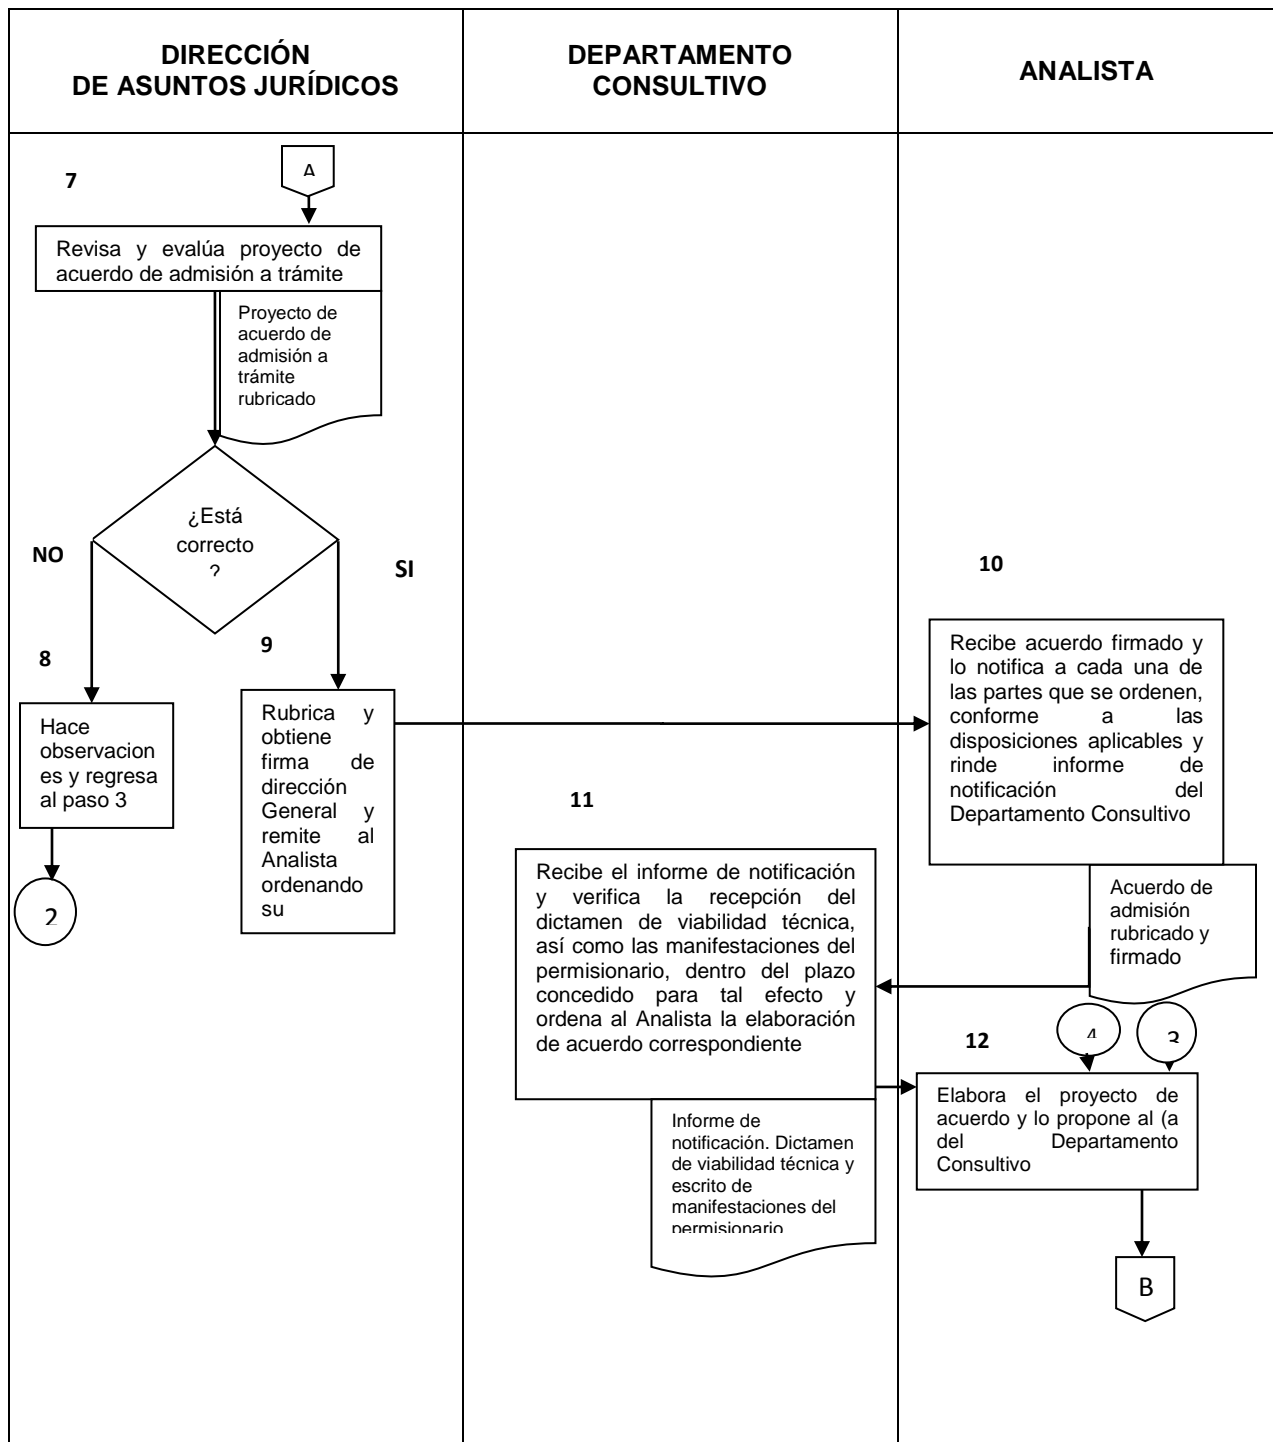 DIRECCIÓN
DE ASUNTOS JURÍDICOS
DEPARTAMENTO
CONSULTIVO
ANALISTA
7
A
Revisa y evalúa proyecto de
acuerdo de admisión a trámite
Proyecto de
acuerdo de
admisión a
trámite
rubricado
¿Está
correcto
?
NO
SI
8
9
Hace
observacion
es y regresa
al paso 3
2
Rubrica y
obtiene
firma de
dirección
General y
remite al
Analista
ordenando
su
10
Recibe acuerdo firmado y
lo notifica a cada una de
las partes que se ordenen,
conforme a las
disposiciones aplicables y
rinde informe de
notificación del
Departamento Consultivo
Acuerdo de
admisión
rubricado y
firmado
11
Recibe el informe de notificación
y verifica la recepción del
dictamen de viabilidad técnica,
así como las manifestaciones del
permisionario, dentro del plazo
concedido para tal efecto y
ordena al Analista la elaboración
de acuerdo correspondiente
Informe de
notificación. Dictamen
de viabilidad técnica y
escrito de
manifestaciones del
permisionario
12
4
3
Elabora el proyecto de
acuerdo y lo propone al (a
del Departamento
Consultivo
B